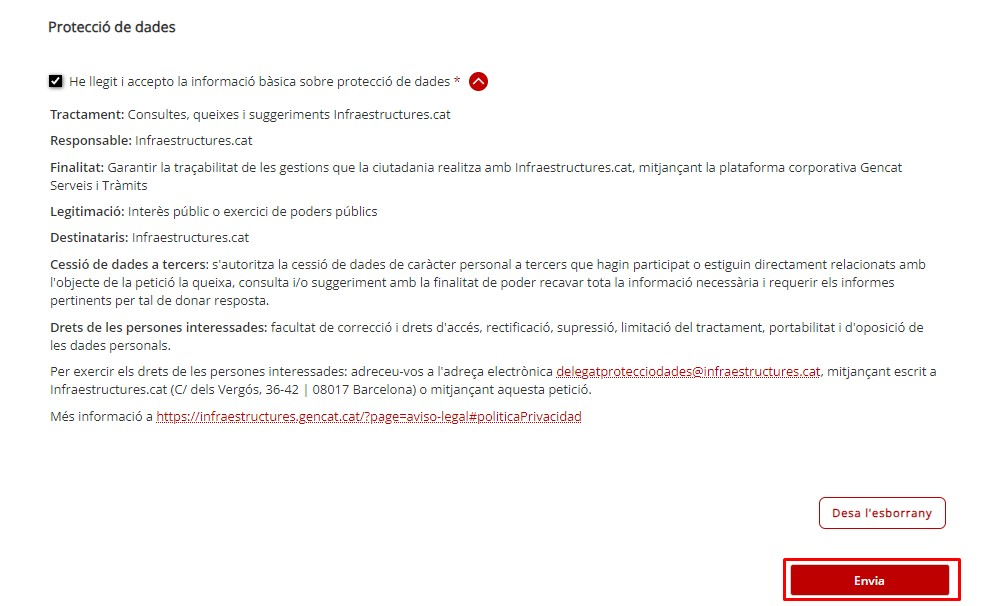 Protecció de dades
He llegit i accepto la informació bàsica sobre protecció de dades *
Tractament: Consultes, queixes i suggeriments Infraestructures.cat
Responsable: Infraestructures.cat
Finalitat: Garantir la traçabilitat de les gestions que la ciutadania realitza amb Infraestructures.cat, mitjançant la plataforma corporativa Gencat
Serveis i Tràmits
Legitimació: Interès públic o exercici de poders públics
Destinataris: Infraestructures.cat
Cessió de dades a tercers: s'autoritza la cessió de dades de caràcter personal a tercers que hagin participat o estiguin directament relacionats amb
l'objecte de la petició la queixa, consulta i/o suggeriment amb la finalitat de poder recavar tota la informació necessària i requerir els informes
pertinents per tal de donar resposta.
Drets de les persones interessades: facultat de correcció i drets d'accés, rectificació, supressió, limitació del tractament, portabilitat i d'oposició de
les dades personals.
Per exercir els drets de les persones interessades: adreceu-vos a l'adreça electrònica delegatprotecciodades@infraestructures.cat, mitjançant escrit a
Infraestructures.cat (C/ dels Vergós, 36-42 | 08017 Barcelona) o mitjançant aquesta petició.
Més informació a https://infraestructures.gencat.cat/?page=aviso-legal#politicaPrivacidad
Desa l'esborrany
Envia